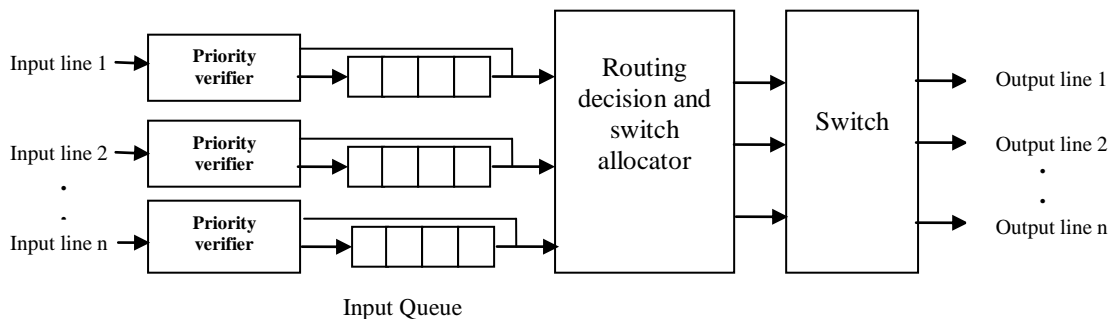 Input line 1
Priority
verifier
Routing
decision and
switch
allocator
Switch
Output line 1
Input line 2
Priority
verifier
Output line 2
.
.
.
.
Input line n
Priority
verifier
Output line n
Input Queue